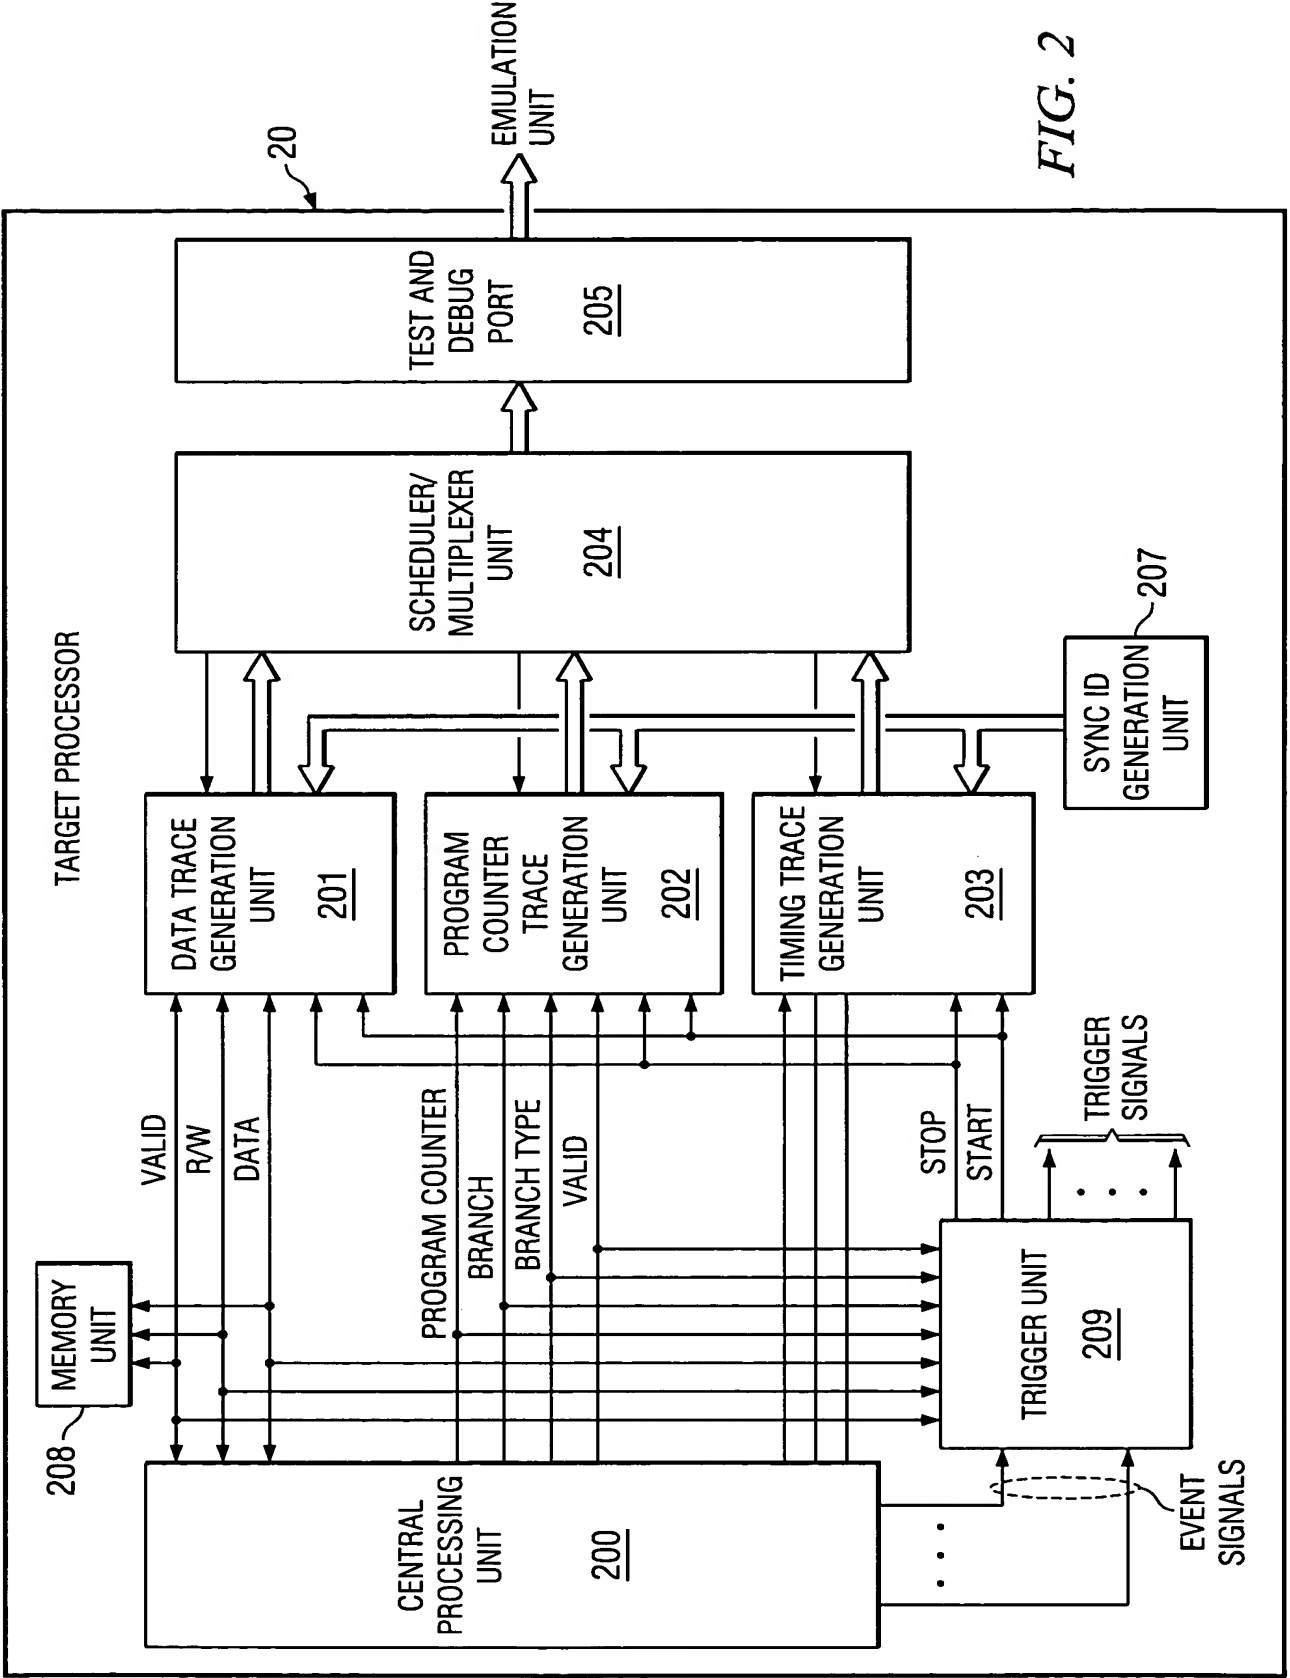 TARGET PROCESSOR
20
208
MEMORY
UNIT
CENTRAL
PROCESSING
UNIT
200
VALID
R/W
DATA
PROGRAM COUNTER
BRANCH
BRANCH TYPE
VALID
STOP
START
DATA TRACE
GENERATION
UNIT
201
PROGRAM
COUNTER
TRACE
GENERATION
UNIT
202
TIMING TRACE
GENERATION
UNIT
203
SCHEDULER/
MULTIPLEXER
UNIT
204
TEST AND
DEBUG
PORT
205
EMULATION
UNIT
TRIGGER UNIT
209
EVENT
SIGNALS
TRIGGER
SIGNALS
SYNC ID
GENERATION
UNIT
207
FIG. 2